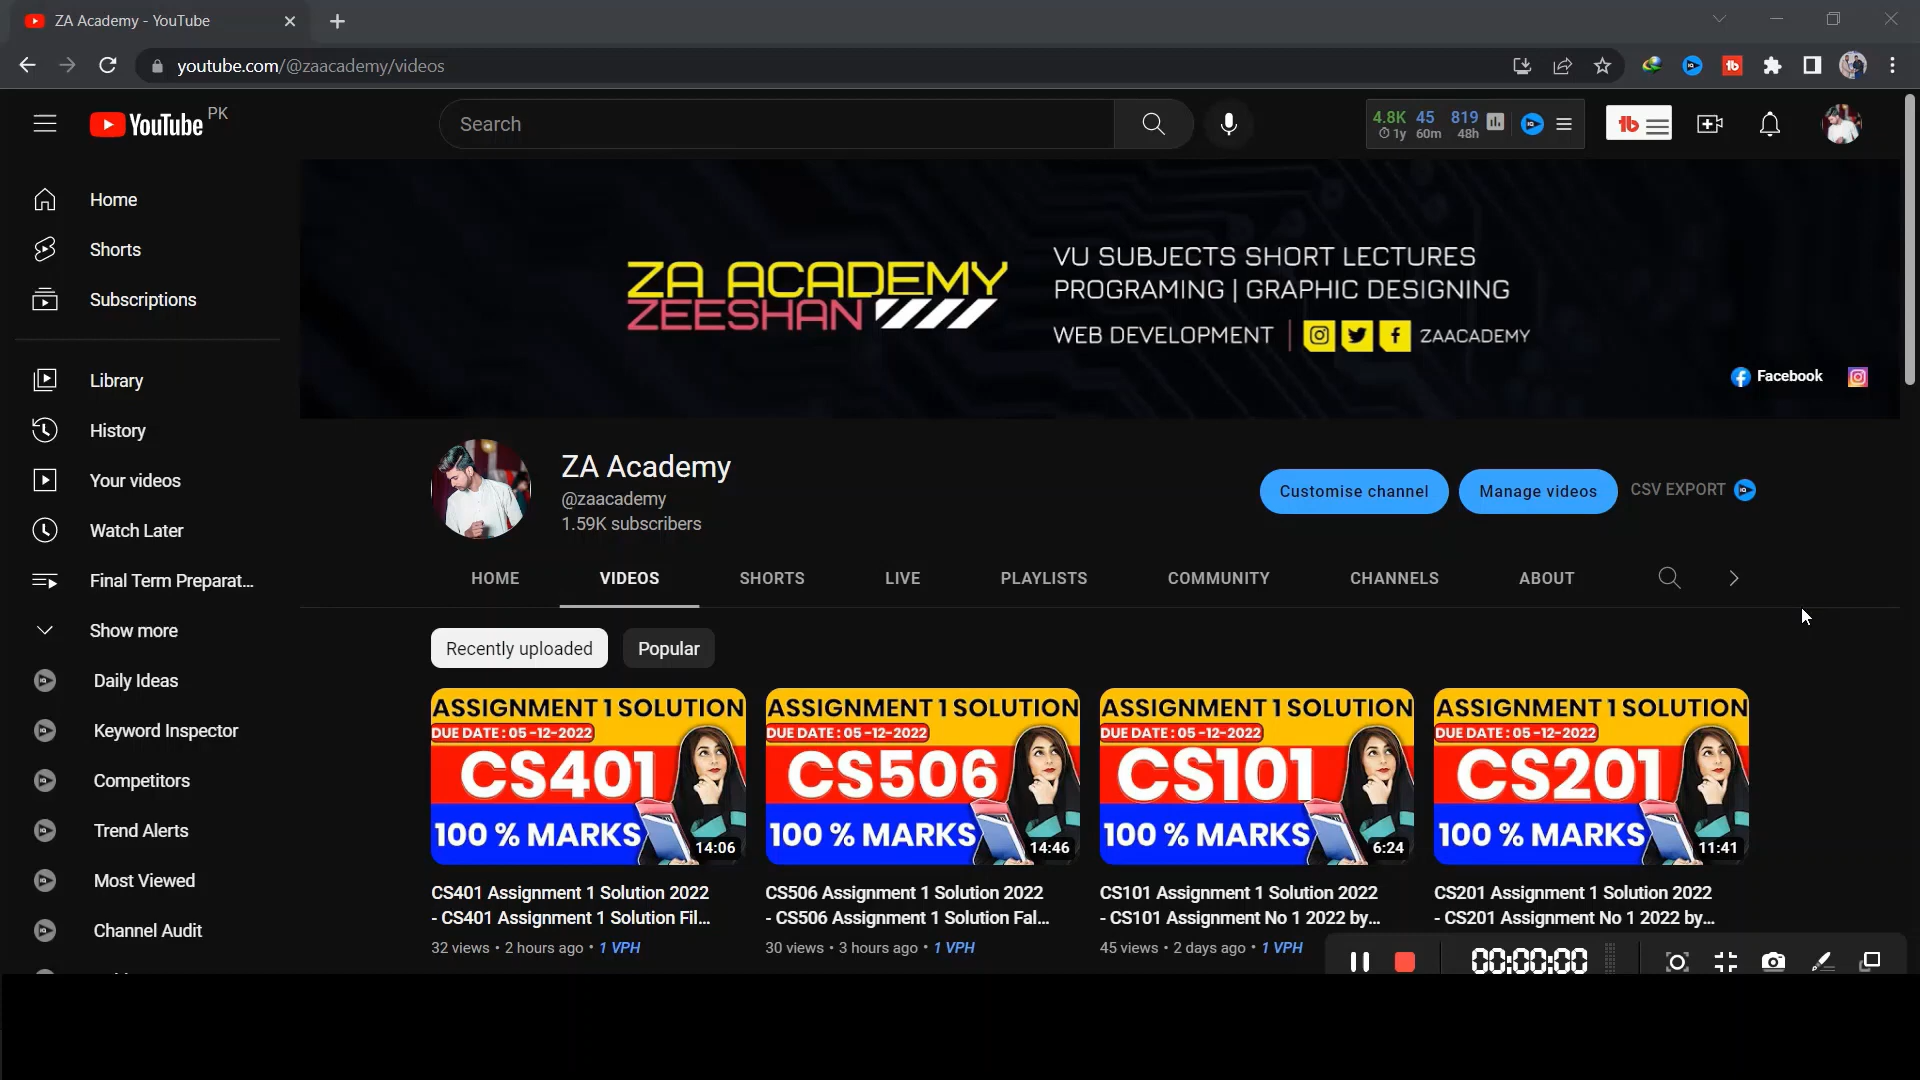 ZA Academy - YouTube
youtube.com/@zaacademy/videos
YouTube PK
Search
4.8K 45 819
1y 60m 48h
Home
Shorts
Subscriptions
Library
History
Your videos
Watch Later
Final Term Preparat...
Show more
Daily Ideas
Keyword Inspector
Competitors
Trend Alerts
Most Viewed
Channel Audit
ZA ACADEMY
ZEESHAN
VU SUBJECTS SHORT LECTURES
PROGRAMING | GRAPHIC DESIGNING
WEB DEVELOPMENT | ZAACADEMY
Facebook
ZA Academy
@zaacademy
1.59K subscribers
Customise channel
Manage videos
CSV EXPORT
HOME VIDEOS SHORTS LIVE PLAYLISTS COMMUNITY CHANNELS ABOUT
Recently uploaded Popular
ASSIGNMENT 1 SOLUTION
DUE DATE : 05 -12-2022
CS401
100 % MARKS
14:06
CS401 Assignment 1 Solution 2022
- CS401 Assignment 1 Solution Fil...
32 views • 2 hours ago • 1 VPH
ASSIGNMENT 1 SOLUTION
DUE DATE : 05 -12-2022
CS506
100 % MARKS
14:46
CS506 Assignment 1 Solution 2022
- CS506 Assignment 1 Solution Fal...
30 views • 3 hours ago • 1 VPH
ASSIGNMENT 1 SOLUTION
DUE DATE : 05 -12-2022
CS101
100 % MARKS
6:24
CS101 Assignment 1 Solution 2022
- CS101 Assignment No 1 2022 by...
45 views • 2 days ago • 1 VPH
ASSIGNMENT 1 SOLUTION
DUE DATE : 05 -12-2022
CS201
100 % MARKS
11:41
CS201 Assignment 1 Solution 2022
- CS201 Assignment No 1 2022 by...
00:00:00